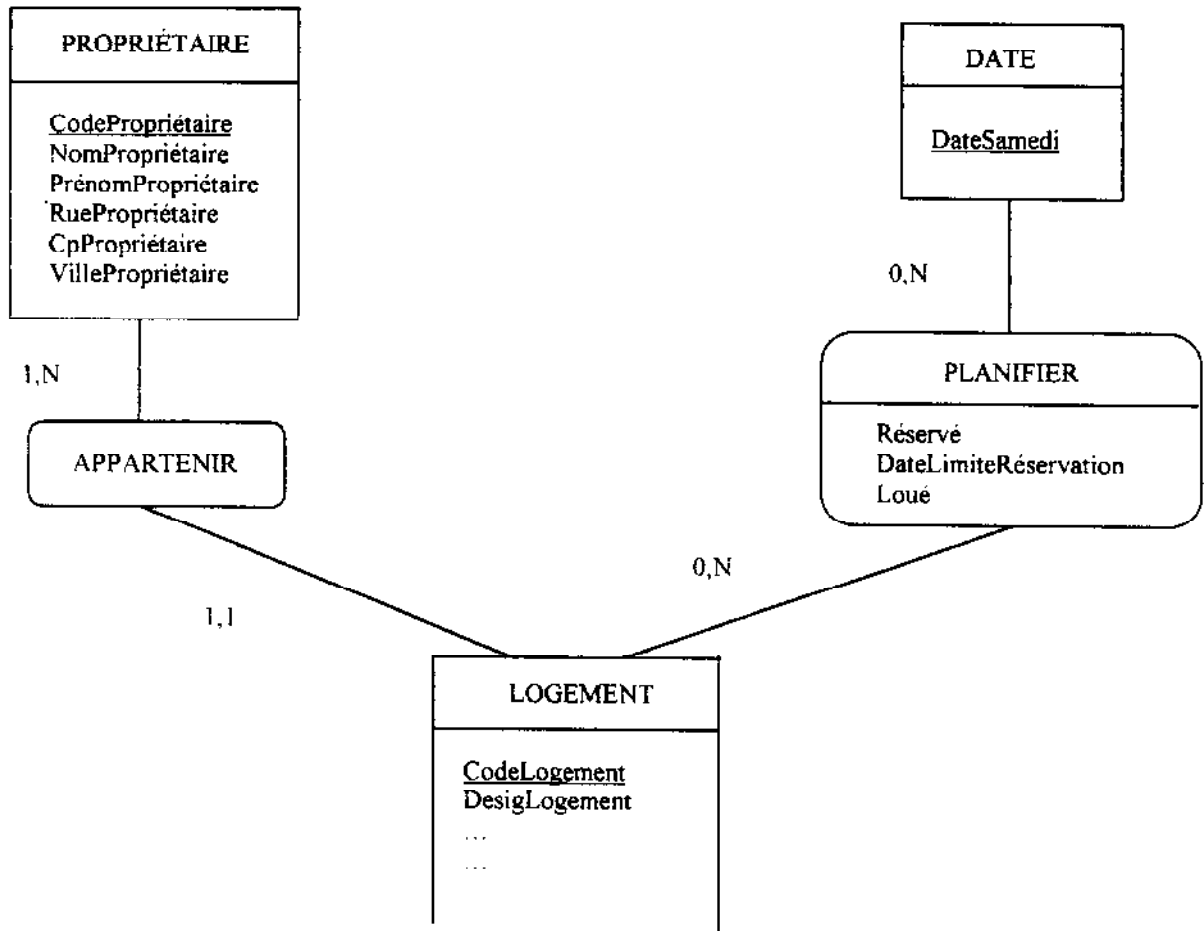 PROPRIÉTAIRE
CodePropriétaire
NomPropriétaire
PrénomPropriétaire
RuePropriétaire
CpPropriétaire
VillePropriétaire
DATE
DateSamedi
1,N
0,N
APPARTENIR
PLANIFIER
Réservé
DateLimiteRéservation
Loué
1,1
0,N
LOGEMENT
CodeLogement
DesigLogement
...
...